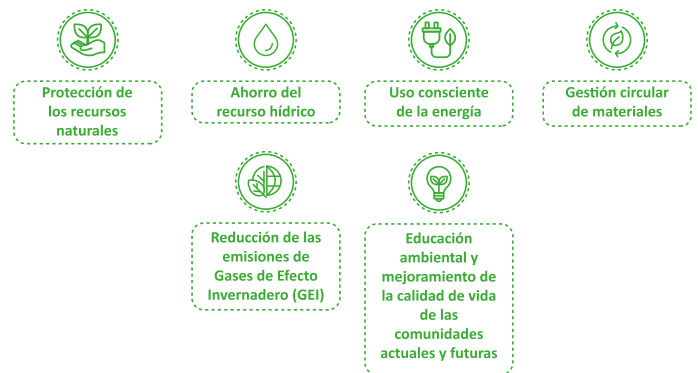 Protección de
los recursos
naturales
Ahorro del
recurso hídrico
Uso consciente
de la energía
Gestión circular
de materiales
Reducción de las
emisiones de
Gases de Efecto
Invernadero (GEI)
Educación
ambiental y
mejoramiento de
la calidad de vida
de las
comunidades
actuales y futuras